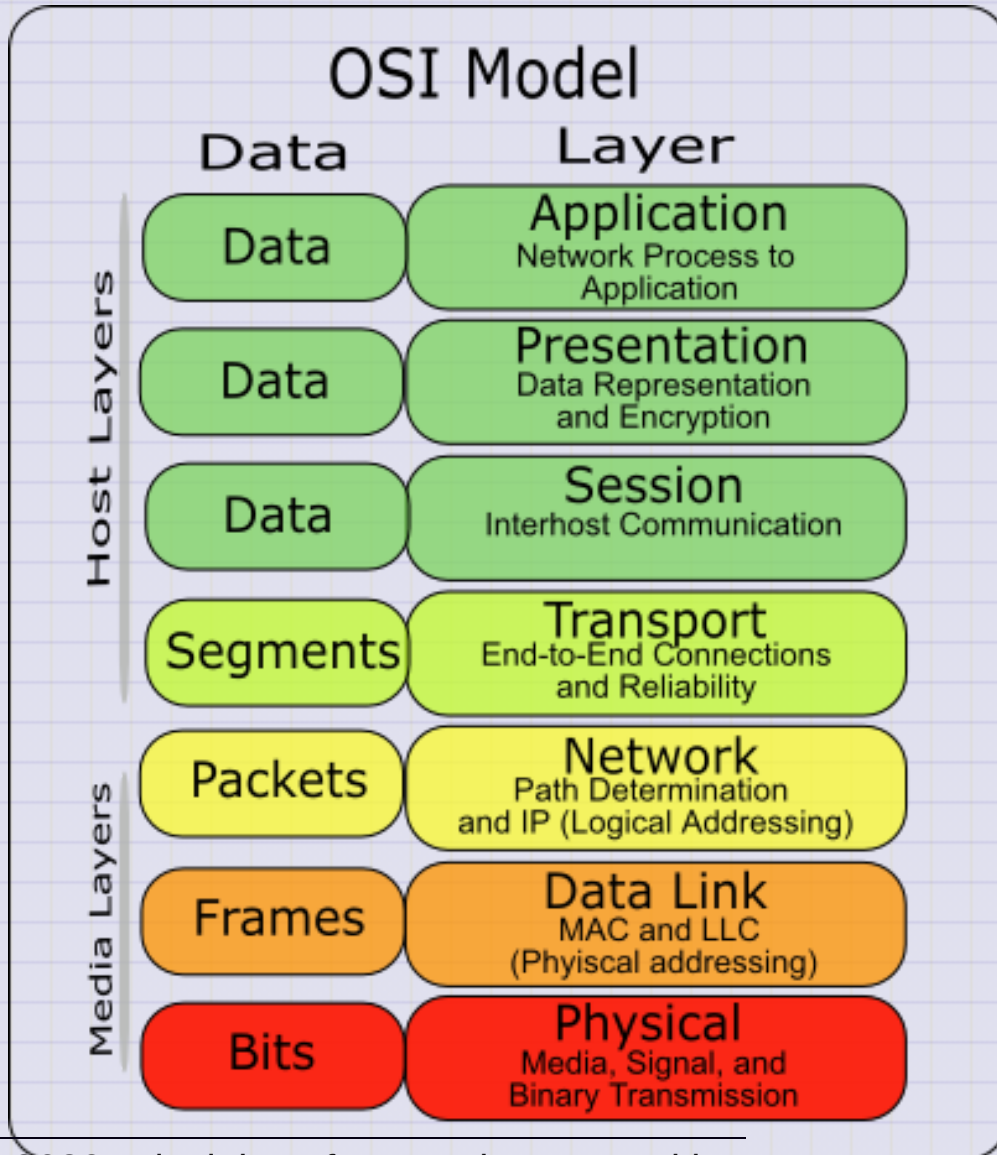 OSI Model
Data Layer
Host Layers
Data
Application
Network Process to
Application
Data
Presentation
Data Representation
and Encryption
Data
Session
Interhost Communication
Segments
Transport
End-to-End Connections
and Reliability
Media Layers
Packets
Network
Path Determination
and IP (Logical Addressing)
Frames
Data Link
MAC and LLC
(Phyiscal addressing)
Bits
Physical
Media, Signal, and
Binary Transmission